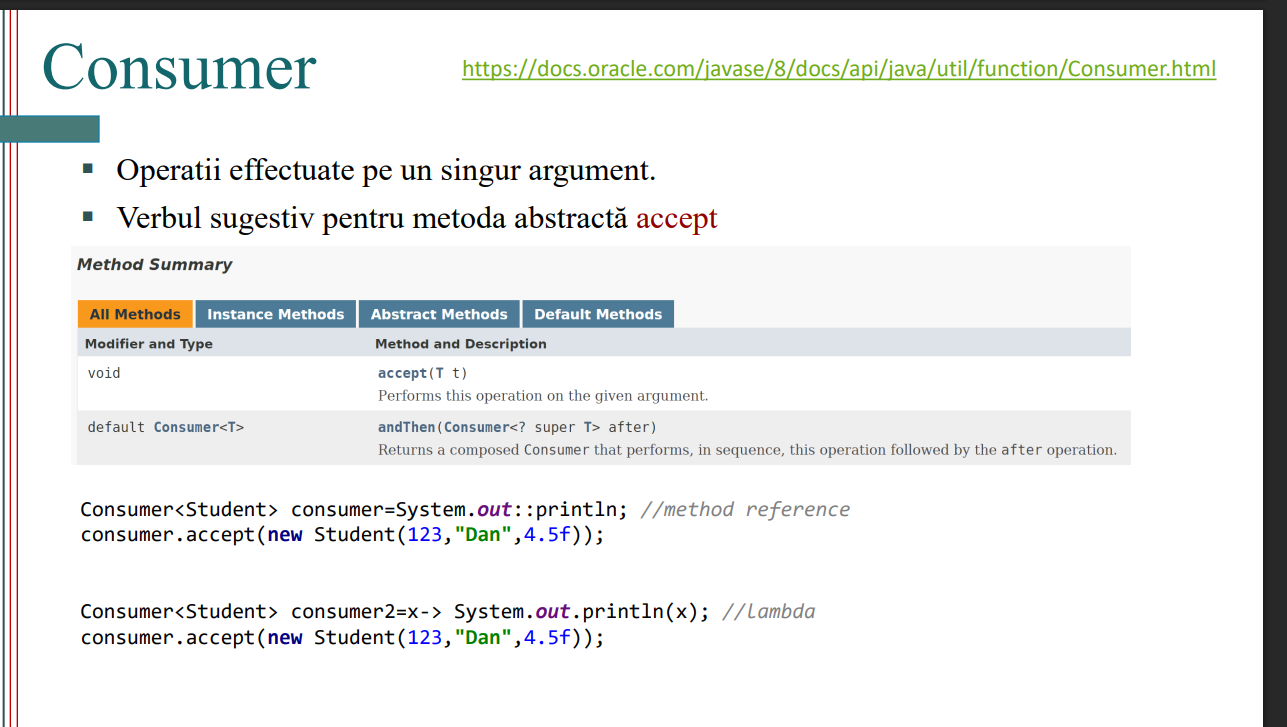 Consumer
https://docs.oracle.com/javase/8/docs/api/java/util/function/Consumer.html
▪ Operatii effectuate pe un singur argument.
▪ Verbul sugestiv pentru metoda abstractă accept
Method Summary
All Methods Instance Methods Abstract Methods Default Methods
Modifier and Type Method and Description
void accept(T t)
Performs this operation on the given argument.
default Consumer<T> andThen(Consumer<? super T> after)
Returns a composed Consumer that performs, in sequence, this operation followed by the after operation.
Consumer<Student> consumer=System.out::println; //method reference
consumer.accept(new Student(123,"Dan",4.5f));
Consumer<Student> consumer2=x-> System.out.println(x); //lambda
consumer.accept(new Student(123,"Dan",4.5f));